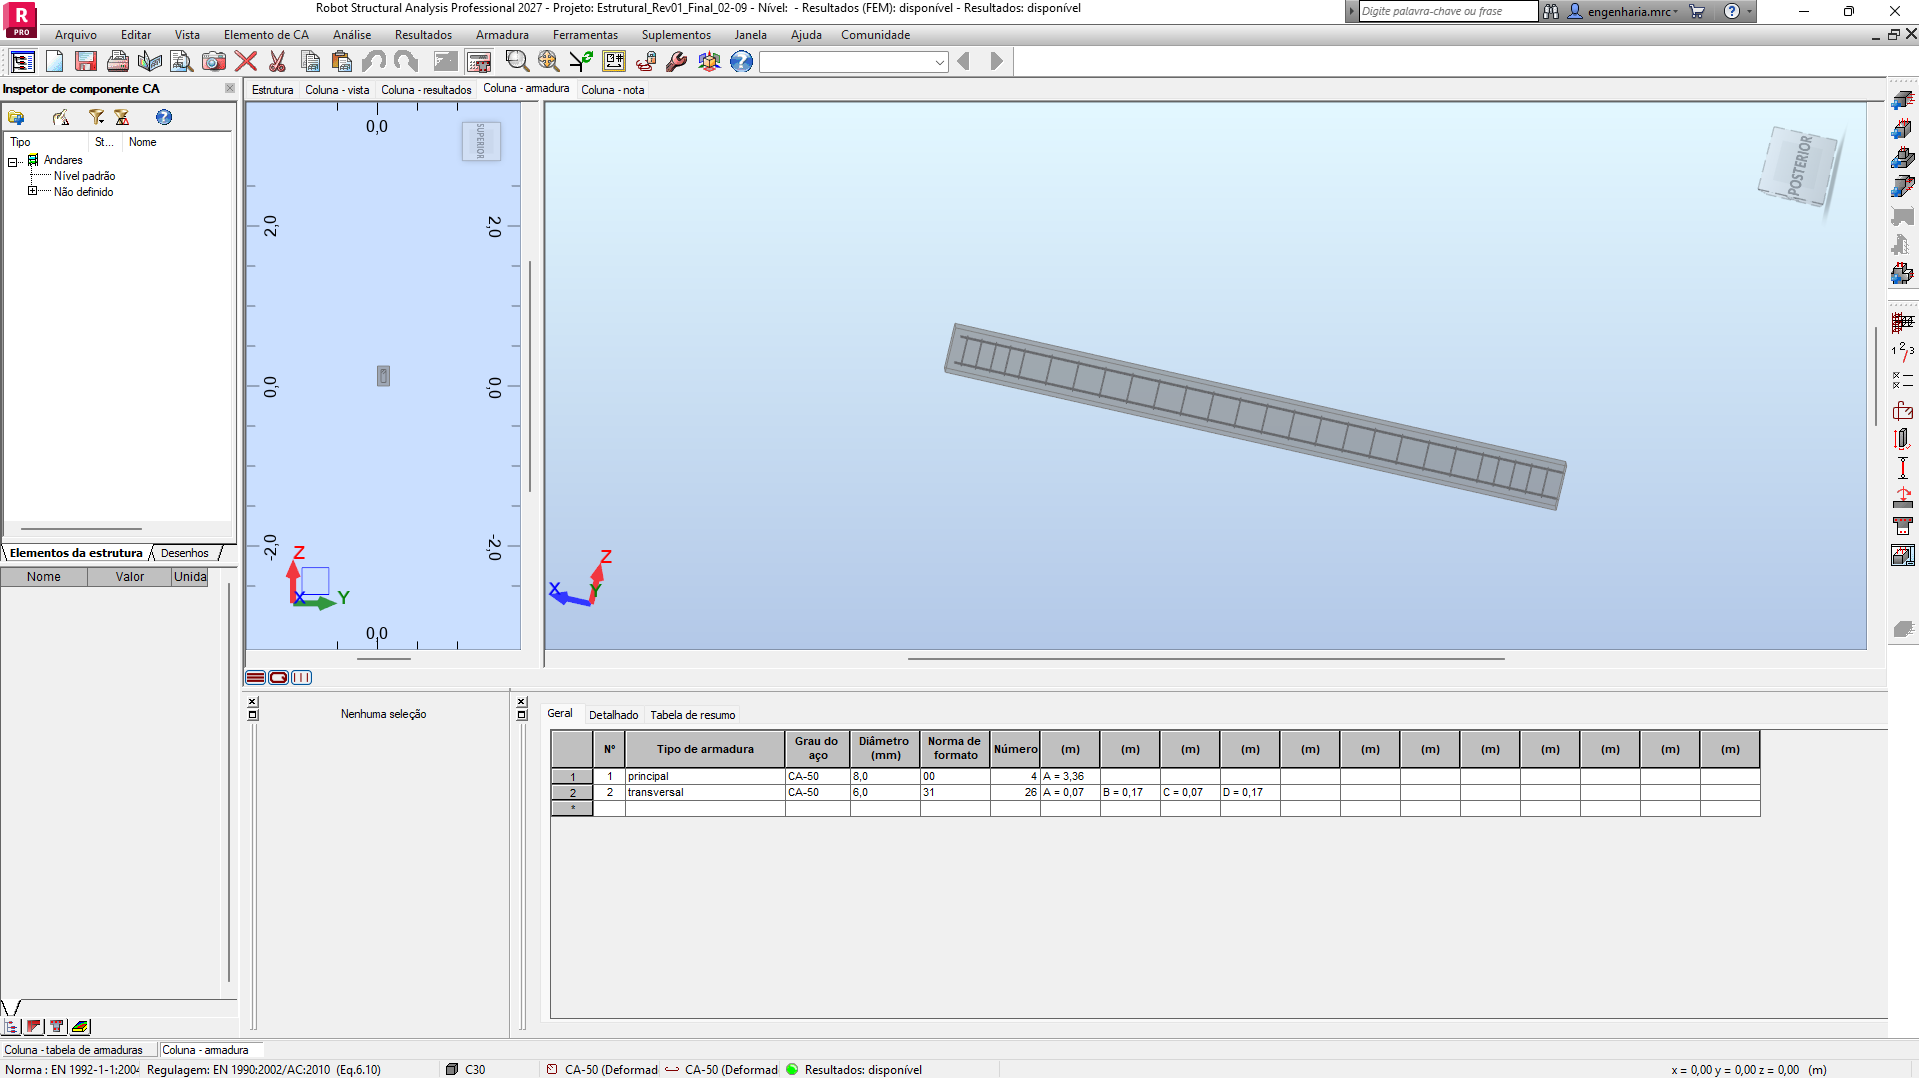 R
PRO
Robot Structural Analysis Professional 2027 - Projeto: Estrutural_Rev01_Final_02-09 - Nível:  - Resultados (FEM): disponível - Resultados: disponível
Digite palavra-chave ou frase
engenharia.mrc
Arquivo Editar Vista Elemento de CA Análise Resultados Armadura Ferramentas Suplementos Janela Ajuda Comunidade
Inspetor de componente CA
Estrutura Coluna - vista Coluna - resultados Coluna - armadura Coluna - nota
Tipo St... Nome
Andares
Nível padrão
Não definido
Elementos da estrutura Desenhos
Nome Valor Unida
0,0
SUPERIOR
2,0 2,0
0,0 0,0
-2,0 -2,0
Z
X Y
0,0
POSTERIOR
Z
X Y
Nenhuma seleção
Geral Detalhado Tabela de resumo
Nº Tipo de armadura Grau do aço Diâmetro (mm) Norma de formato Número (m) (m) (m) (m) (m) (m) (m) (m) (m) (m) (m) (m)
1 1 principal CA-50 8,0 00 4 A = 3,36
2 2 transversal CA-50 6,0 31 26 A = 0,07 B = 0,17 C = 0,07 D = 0,17
*
1 2/3
Coluna - tabela de armaduras Coluna - armadura
Norma : EN 1992-1-1:2004 Regulagem: EN 1990:2002/AC:2010 (Eq.6.10) C30 CA-50 (Deformad CA-50 (Deformad Resultados: disponível x = 0,00 y = 0,00 z = 0,00 (m)